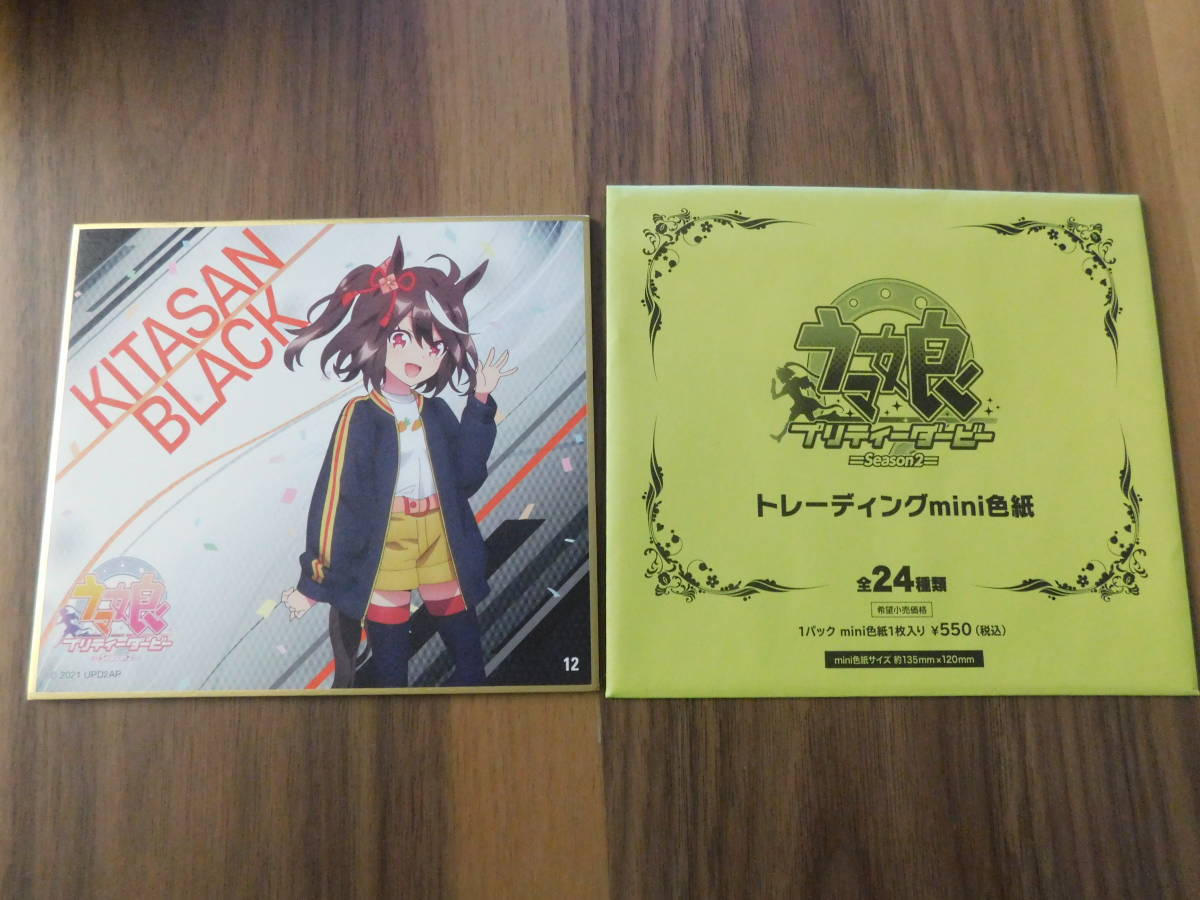 KITASAN
BLACK
ウマ娘
プリティーダービー
© 2021 UPD2AP
12
ウマ娘
プリティーダービー
Season2
トレーディングmini色紙
全24種類
希望小売価格
1パック mini色紙1枚入り ¥550（税込）
mini色紙サイズ 約135mm×120mm